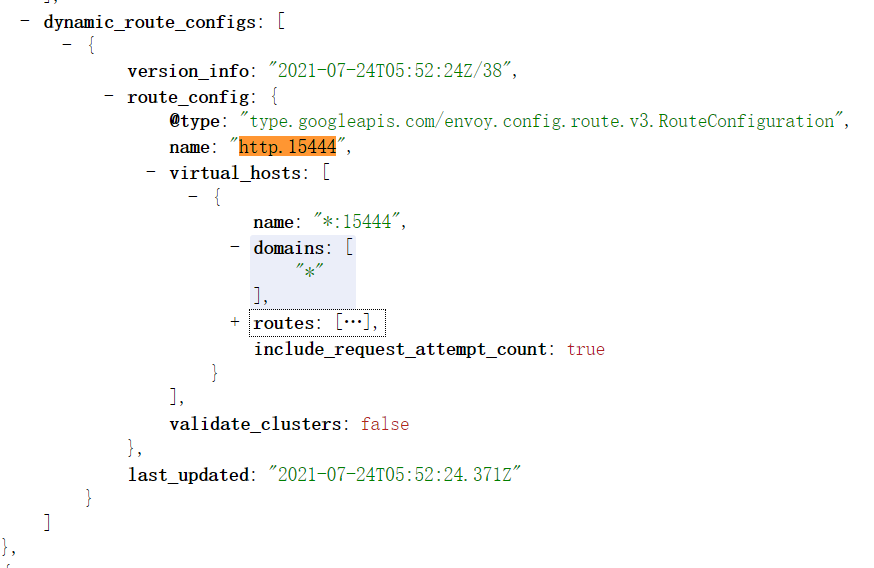 ],
− dynamic_route_configs: [
− {
version_info: "2021-07-24T05:52:24Z/38",
− route_config: {
@type: "type.googleapis.com/envoy.config.route.v3.RouteConfiguration",
name: "http.15444",
− virtual_hosts: [
− {
name: "*:15444",
− domains: [
"*"
],
+ routes: […],
include_request_attempt_count: true
}
],
validate_clusters: false
},
last_updated: "2021-07-24T05:52:24.371Z"
}
]
},
{